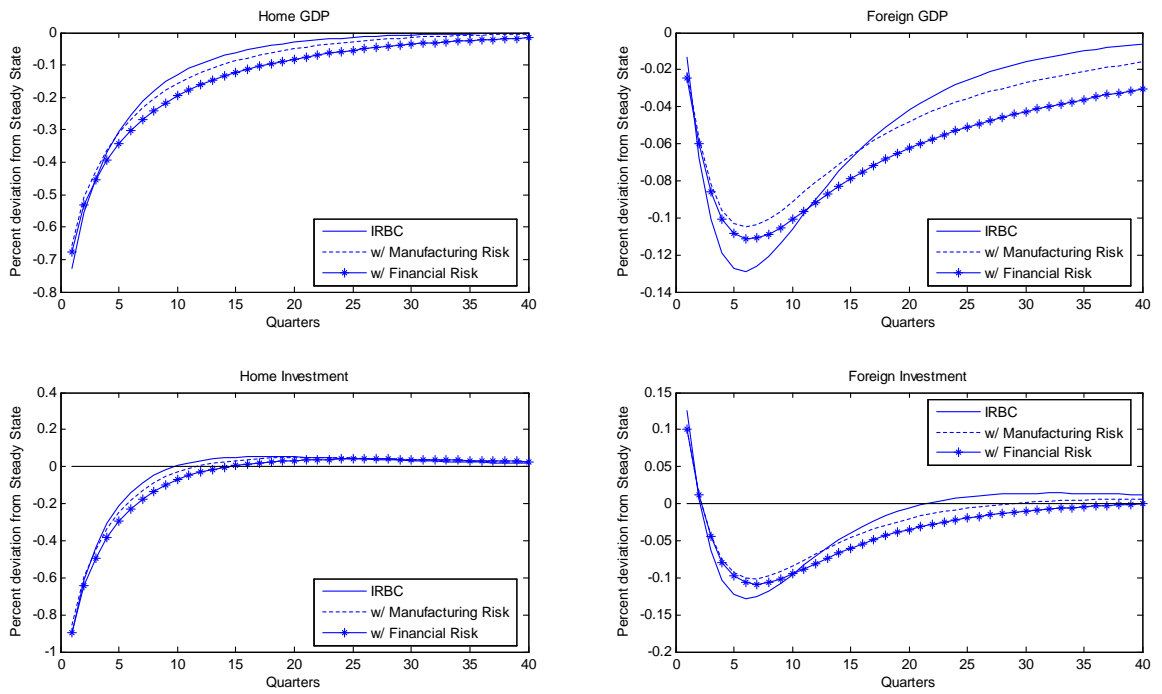 Home GDP
Percent deviation from Steady State
0
-0.1
-0.2
-0.3
-0.4
-0.5
-0.6
-0.7
-0.8
0 5 10 15 20 25 30 35 40
Quarters
IRBC
w/ Manufacturing Risk
w/ Financial Risk
Foreign GDP
Percent deviation from Steady State
0
-0.02
-0.04
-0.06
-0.08
-0.1
-0.12
-0.14
0 5 10 15 20 25 30 35 40
Quarters
IRBC
w/ Manufacturing Risk
w/ Financial Risk
Home Investment
Percent deviation from Steady State
0.4
0.2
0
-0.2
-0.4
-0.6
-0.8
-1
0 5 10 15 20 25 30 35 40
Quarters
IRBC
w/ Manufacturing Risk
w/ Financial Risk
Foreign Investment
Percent deviation from Steady State
0.15
0.1
0.05
0
-0.05
-0.1
-0.15
-0.2
0 5 10 15 20 25 30 35 40
Quarters
IRBC
w/ Manufacturing Risk
w/ Financial Risk